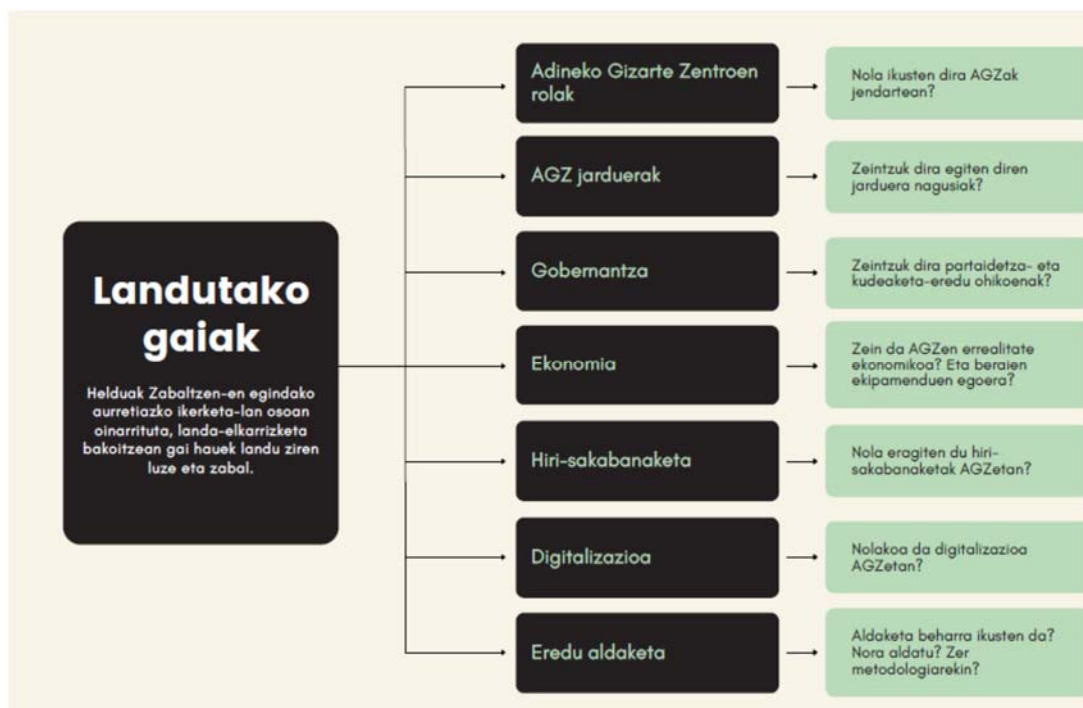 Landutako
gaiak
Helduak Zabaltzen-en egindako
aurretiazko ikerketa-lan osoan
oinarrituta, landa-elkarrizketa
bakoitzean gai hauek landu ziren
luze eta zabal.
Adineko Gizarte Zentroen
rolak
Nola ikusten dira AGZak
jendartean?
AGZ jarduerak
Zeintzuk dira egiten diren
jarduera nagusiak?
Gobernantza
Zeintzuk dira partaidetza- eta
kudeaketa-eredu ohikoenak?
Ekonomia
Zein da AGZen errealitate
ekonomikoa? Eta beraien
ekipamenduen egoera?
Hiri-sakabanaketa
Nola eragiten du hiri-
sakabanaketak AGZetan?
Digitalizazioa
Nolakoa da digitalizazioa
AGZetan?
Eredu aldaketa
Aldaketa beharra ikusten da?
Nora aldatu? Zer
metodologiarekin?